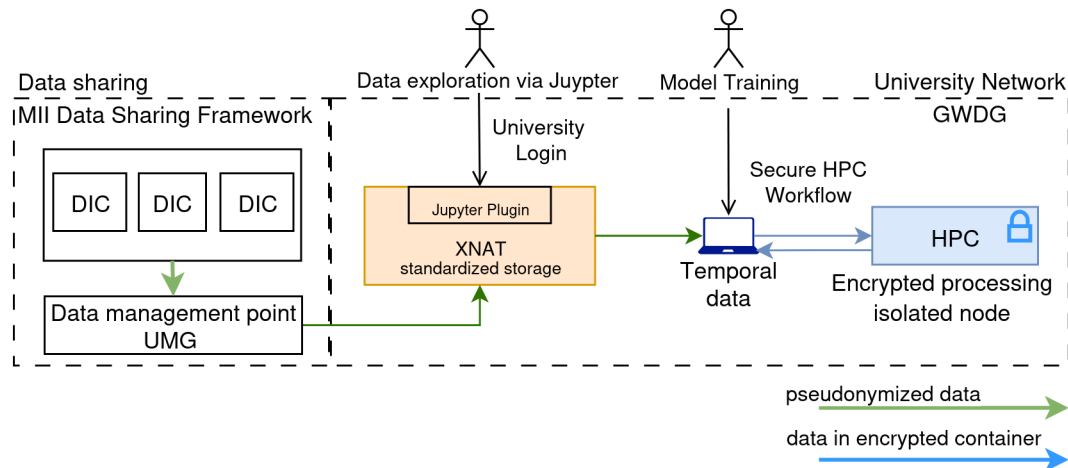 Data exploration via Juypter
Model Training
Data sharing
University Network
MII Data Sharing Framework
GWDG
University
Login
DIC
DIC
DIC
Secure HPC
Workflow
Jupyter Plugin
XNAT
standardized storage
HPC
Temporal
data
Encrypted processing
isolated node
Data management point
UMG
pseudonymized data
data in encrypted container